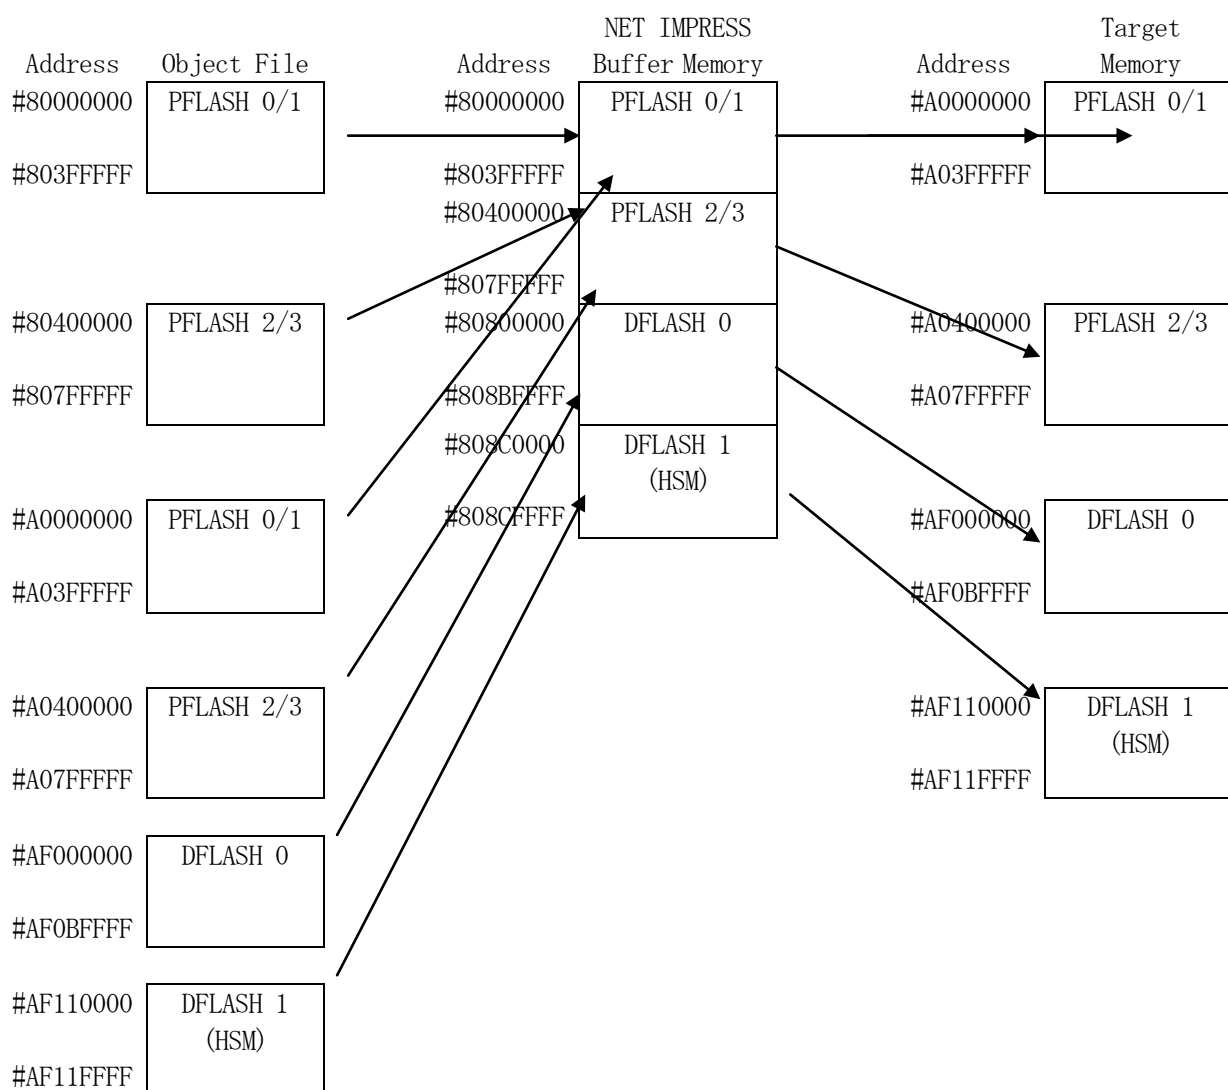 NET IMPRESS Target
Address Object File Address Buffer Memory Address Memory
#80000000 PFLASH 0/1 #80000000 PFLASH 0/1 #A0000000 PFLASH 0/1
#803FFFFF #803FFFFF #A03FFFFF
#80400000 PFLASH 2/3
#807FFFFF
#80400000 PFLASH 2/3 #80800000 DFLASH 0 #A0400000 PFLASH 2/3
#807FFFFF #808BFFFF #A07FFFFF
#808C0000 DFLASH 1
(HSM)
#A0000000 PFLASH 0/1 #808CFFFF #AF000000 DFLASH 0
#A03FFFFF #AF0BFFFF
#A0400000 PFLASH 2/3 #AF110000 DFLASH 1
(HSM)
#A07FFFFF #AF11FFFF
#AF000000 DFLASH 0
#AF0BFFFF
#AF110000 DFLASH 1
(HSM)
#AF11FFFF